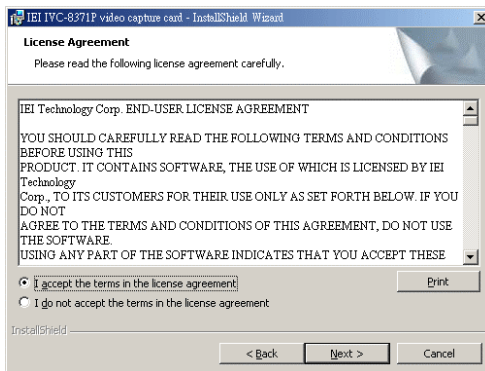 IEI IVC-8371P video capture card - InstallShield Wizard
License Agreement
Please read the following license agreement carefully.
IEI Technology Corp. END-USER LICENSE AGREEMENT
YOU SHOULD CAREFULLY READ THE FOLLOWING TERMS AND CONDITIONS
BEFORE USING THIS
PRODUCT. IT CONTAINS SOFTWARE, THE USE OF WHICH IS LICENSED BY IEI
Technology
Corp., TO ITS CUSTOMERS FOR THEIR USE ONLY AS SET FORTH BELOW. IF YOU
DO NOT
AGREE TO THE TERMS AND CONDITIONS OF THIS AGREEMENT, DO NOT USE
THE SOFTWARE.
USING ANY PART OF THE SOFTWARE INDICATES THAT YOU ACCEPT THESE
I accept the terms in the license agreement
Print
I do not accept the terms in the license agreement
InstallShield
< Back
Next >
Cancel